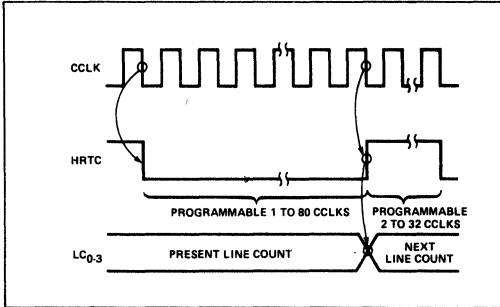 CCLK
HRTC
PROGRAMMABLE 1 TO 80 CCLKS
PROGRAMMABLE
2 TO 32 CCLKS
LC0-3
PRESENT LINE COUNT
NEXT
LINE COUNT